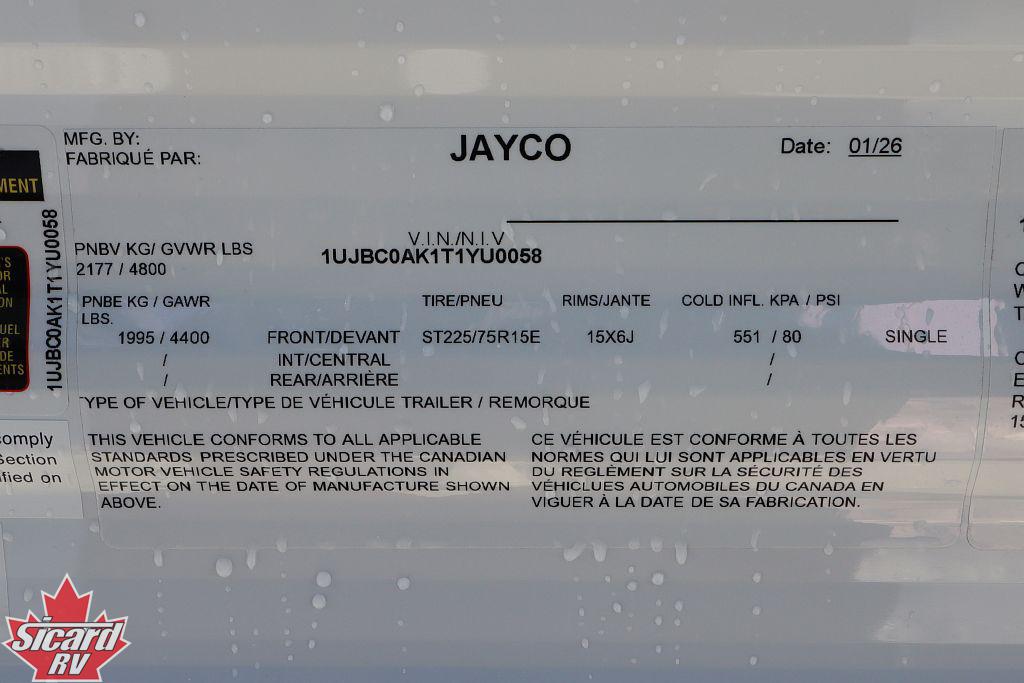 MFG. BY:
FABRIQUÉ PAR:
JAYCO
Date: 01/26
MENT
1UJBC0AK1T1YU0058
V.I.N./N.I.V
1UJBC0AK1T1YU0058
PNBV KG/ GVWR LBS
2177 / 4800
PNBE KG / GAWR
LBS.
TIRE/PNEU RIMS/JANTE COLD INFL. KPA / PSI
1995 / 4400 FRONT/DEVANT ST225/75R15E 15X6J 551 / 80 SINGLE
/ INT/CENTRAL /
/ REAR/ARRIÈRE /
TYPE OF VEHICLE/TYPE DE VÉHICULE TRAILER / REMORQUE
THIS VEHICLE CONFORMS TO ALL APPLICABLE
STANDARDS PRESCRIBED UNDER THE CANADIAN
MOTOR VEHICLE SAFETY REGULATIONS IN
EFFECT ON THE DATE OF MANUFACTURE SHOWN
ABOVE.
CE VÉHICULE EST CONFORME À TOUTES LES
NORMES QUI LUI SONT APPLICABLES EN VERTU
DU REGLÈMENT SUR LA SÉCURITÉ DES
VÉHICLUES AUTOMOBILES DU CANADA EN
VIGUER À LA DATE DE SA FABRICATION.
omply
Section
ified on
Sicard
RV